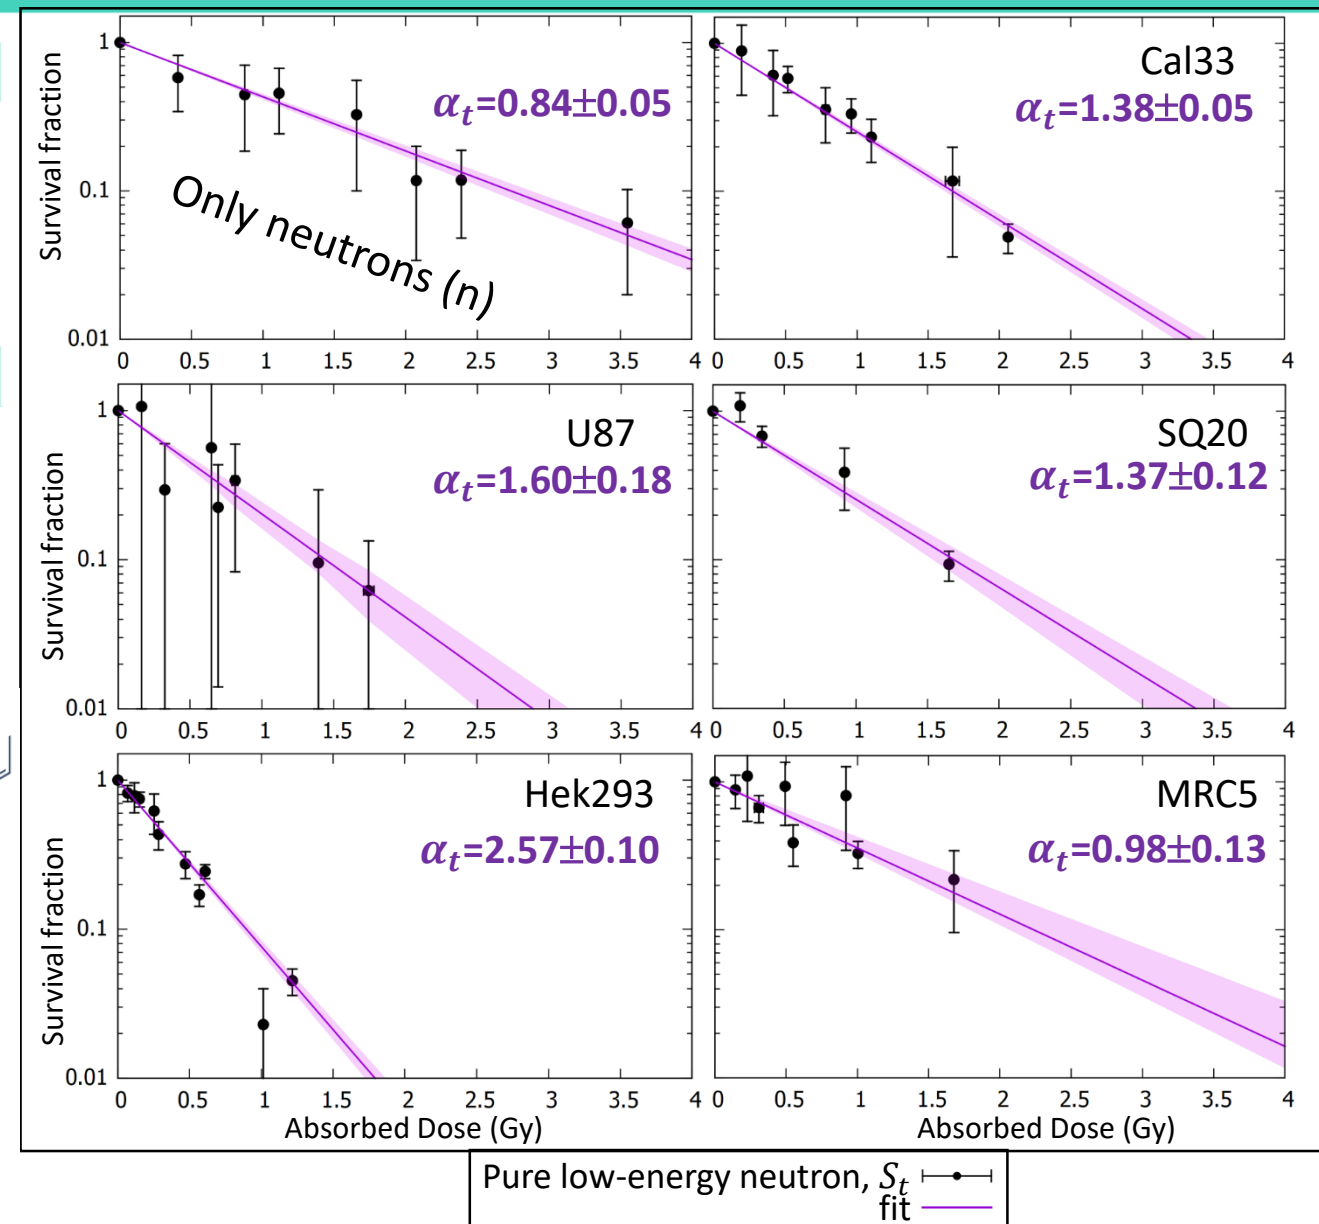 Survival fraction
1
0.1
0.01
Only neutrons (n)
α_t=0.84±0.05
0 0.5 1 1.5 2 2.5 3 3.5 4
Cal33
α_t=1.38±0.05
0 0.5 1 1.5 2 2.5 3 3.5 4
Survival fraction
1
0.1
0.01
U87
α_t=1.60±0.18
0 0.5 1 1.5 2 2.5 3 3.5 4
SQ20
α_t=1.37±0.12
0 0.5 1 1.5 2 2.5 3 3.5 4
Survival fraction
1
0.1
0.01
Hek293
α_t=2.57±0.10
0 0.5 1 1.5 2 2.5 3 3.5 4
Absorbed Dose (Gy)
MRC5
α_t=0.98±0.13
0 0.5 1 1.5 2 2.5 3 3.5 4
Absorbed Dose (Gy)
Pure low-energy neutron, S_t
fit